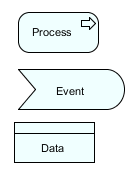 Process
Event
Data